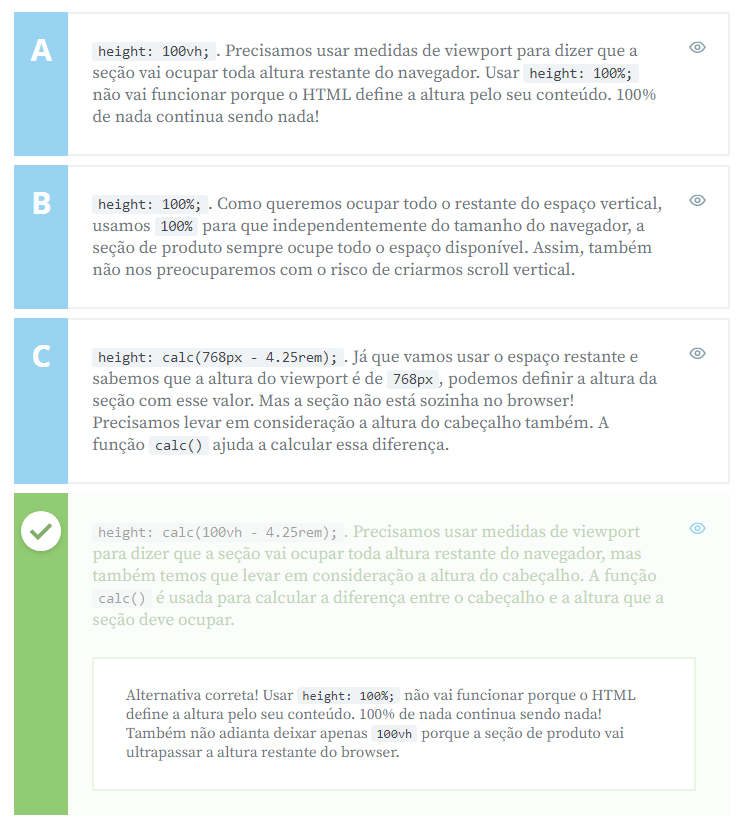 A
height: 100vh; . Precisamos usar medidas de viewport para dizer que a
seção vai ocupar toda altura restante do navegador. Usar height: 100%;
não vai funcionar porque o HTML define a altura pelo seu conteúdo. 100%
de nada continua sendo nada!
B
height: 100%; . Como queremos ocupar todo o restante do espaço vertical,
usamos 100% para que independentemente do tamanho do navegador, a
seção de produto sempre ocupe todo o espaço disponível. Assim, também
não nos preocuparemos com o risco de criarmos scroll vertical.
C
height: calc(768px - 4.25rem); . Já que vamos usar o espaço restante e
sabemos que a altura do viewport é de 768px , podemos definir a altura da
seção com esse valor. Mas a seção não está sozinha no browser!
Precisamos levar em consideração a altura do cabeçalho também. A
função calc() ajuda a calcular essa diferença.
height: calc(100vh - 4.25rem); . Precisamos usar medidas de viewport
para dizer que a seção vai ocupar toda altura restante do navegador, mas
também temos que levar em consideração a altura do cabeçalho. A função
calc() é usada para calcular a diferença entre o cabeçalho e a altura que a
seção deve ocupar.
Alternativa correta! Usar height: 100%; não vai funcionar porque o HTML
define a altura pelo seu conteúdo. 100% de nada continua sendo nada!
Também não adianta deixar apenas 100vh porque a seção de produto vai
ultrapassar a altura restante do browser.